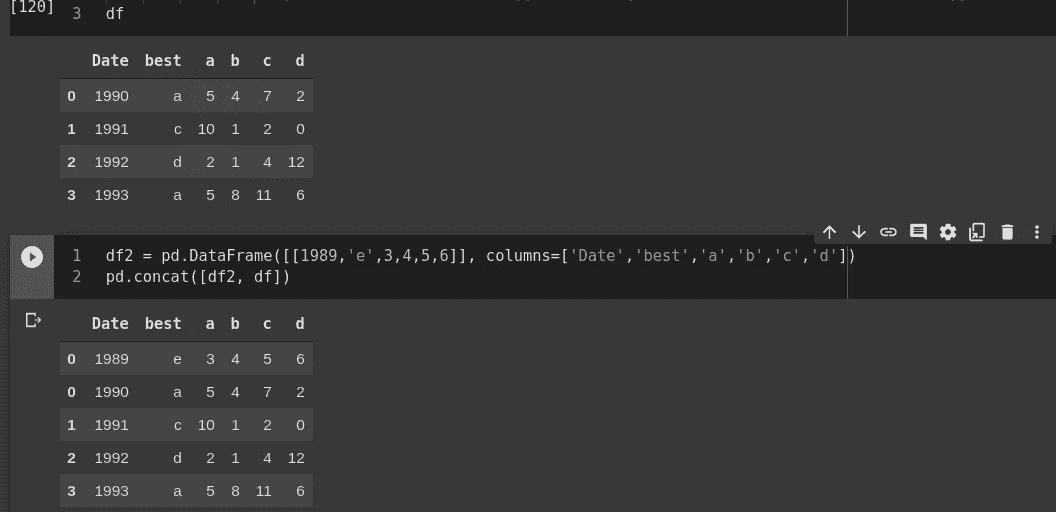 [120]
3 df
Date best a b c d
0 1990 a 5 4 7 2
1 1991 c 10 1 2 0
2 1992 d 2 1 4 12
3 1993 a 5 8 11 6
1 df2 = pd.DataFrame([[1989,'e',3,4,5,6]], columns=['Date','best','a','b','c','d'])
2 pd.concat([df2, df])
Date best a b c d
0 1989 e 3 4 5 6
0 1990 a 5 4 7 2
1 1991 c 10 1 2 0
2 1992 d 2 1 4 12
3 1993 a 5 8 11 6